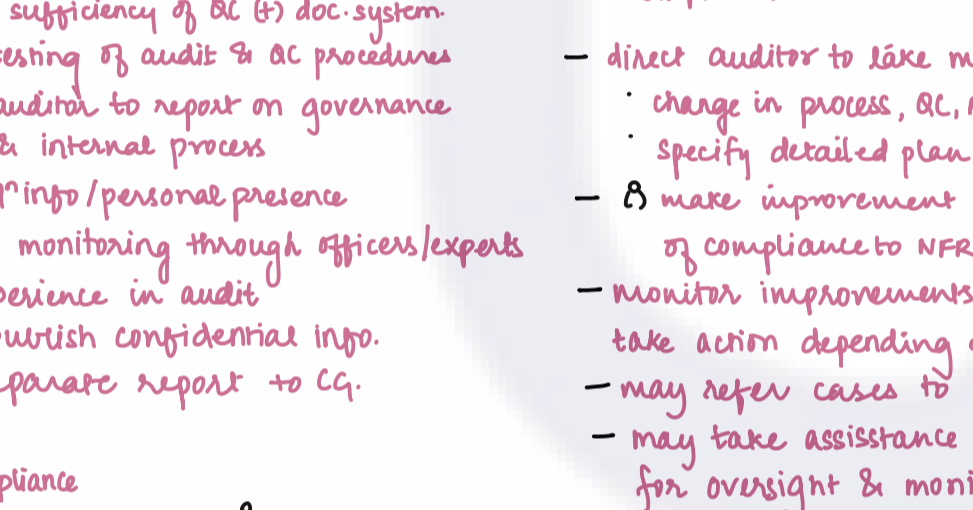 sufficiency of QC (+) doc. system.
testing of audit & QC procedures
auditor to report on governance
& internal process
info / personal presence
monitoring through officers/experts
perience in audit
publish confidential info.
separate report to CG.
pliance
– direct auditor to take m
· change in process, QC,
· specify detailed plan
– make improvement
of compliance to NFR
– monitor improvements
take action depending
– may refer cases to
– may take assisstance
for oversight & moni